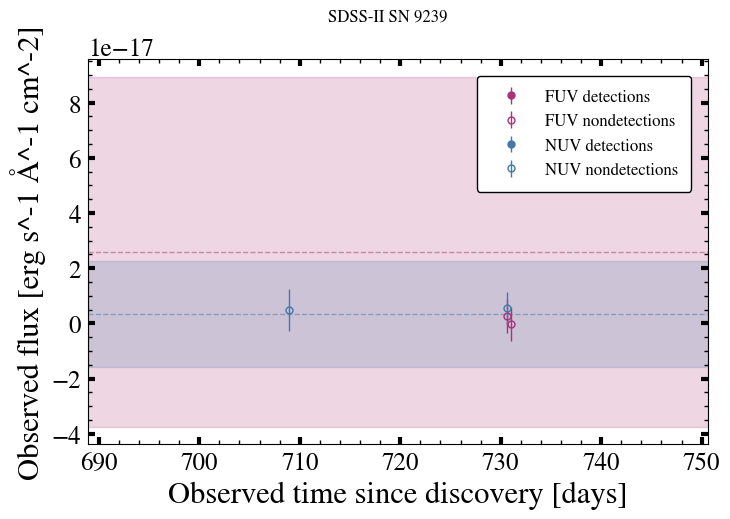 SDSS-II SN 9239
1e−17
Observed flux [erg s^-1 Å^-1 cm^-2]
8
6
4
2
0
−2
−4
FUV detections
FUV nondetections
NUV detections
NUV nondetections
690 700 710 720 730 740 750
Observed time since discovery [days]